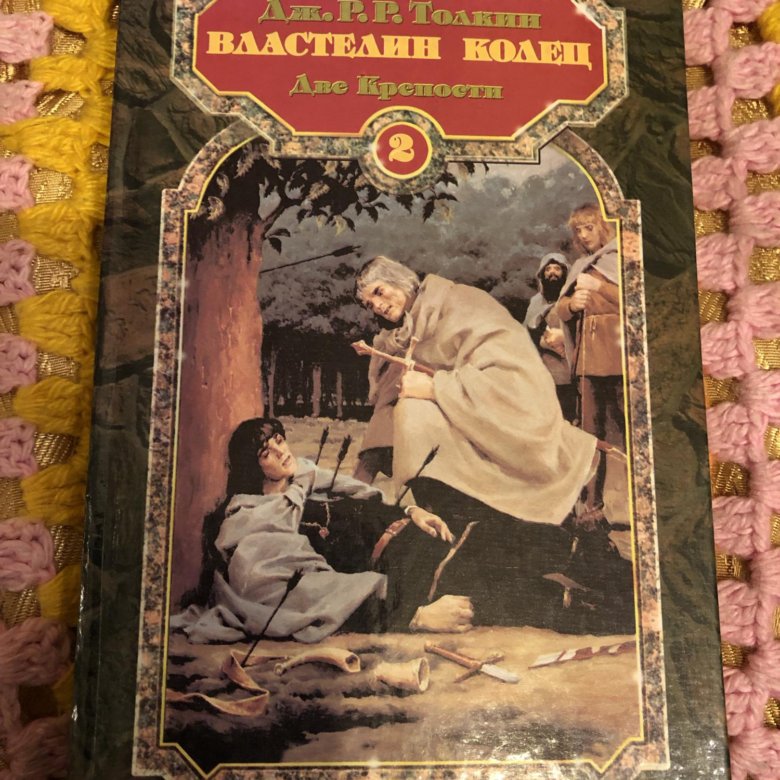 Дж. Р. Р. Толкин
ВЛАСТЕЛИН КОЛЕЦ
Две Крепости
2